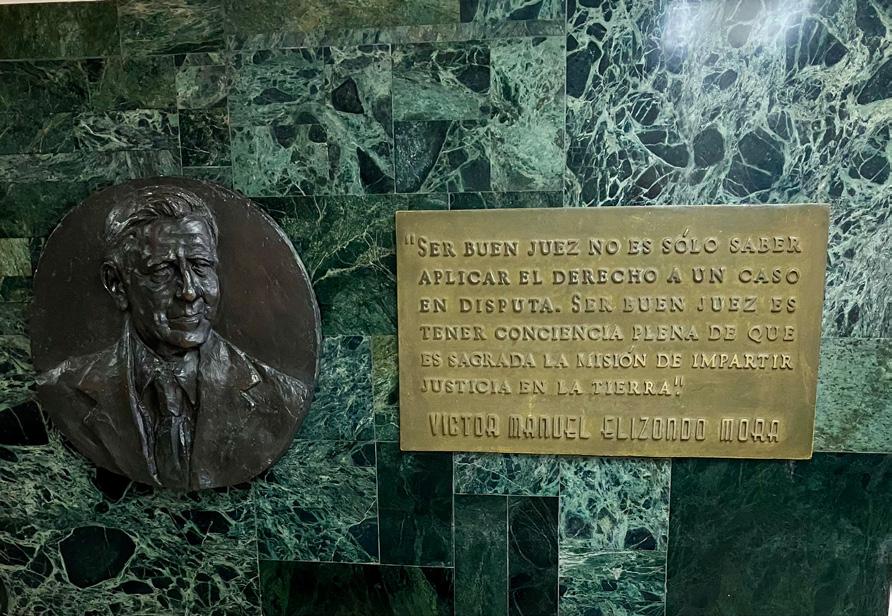 "SER BUEN JUEZ NO ES SÓLO SABER
APLICAR EL DERECHO A UN CASO
EN DISPUTA. SER BUEN JUEZ ES
TENER CONCIENCIA PLENA DE QUE
ES SAGRADA LA MISIÓN DE IMPARTIR
JUSTICIA EN LA TIERRA"
VICTOR MANUEL ELIZONDO MORA